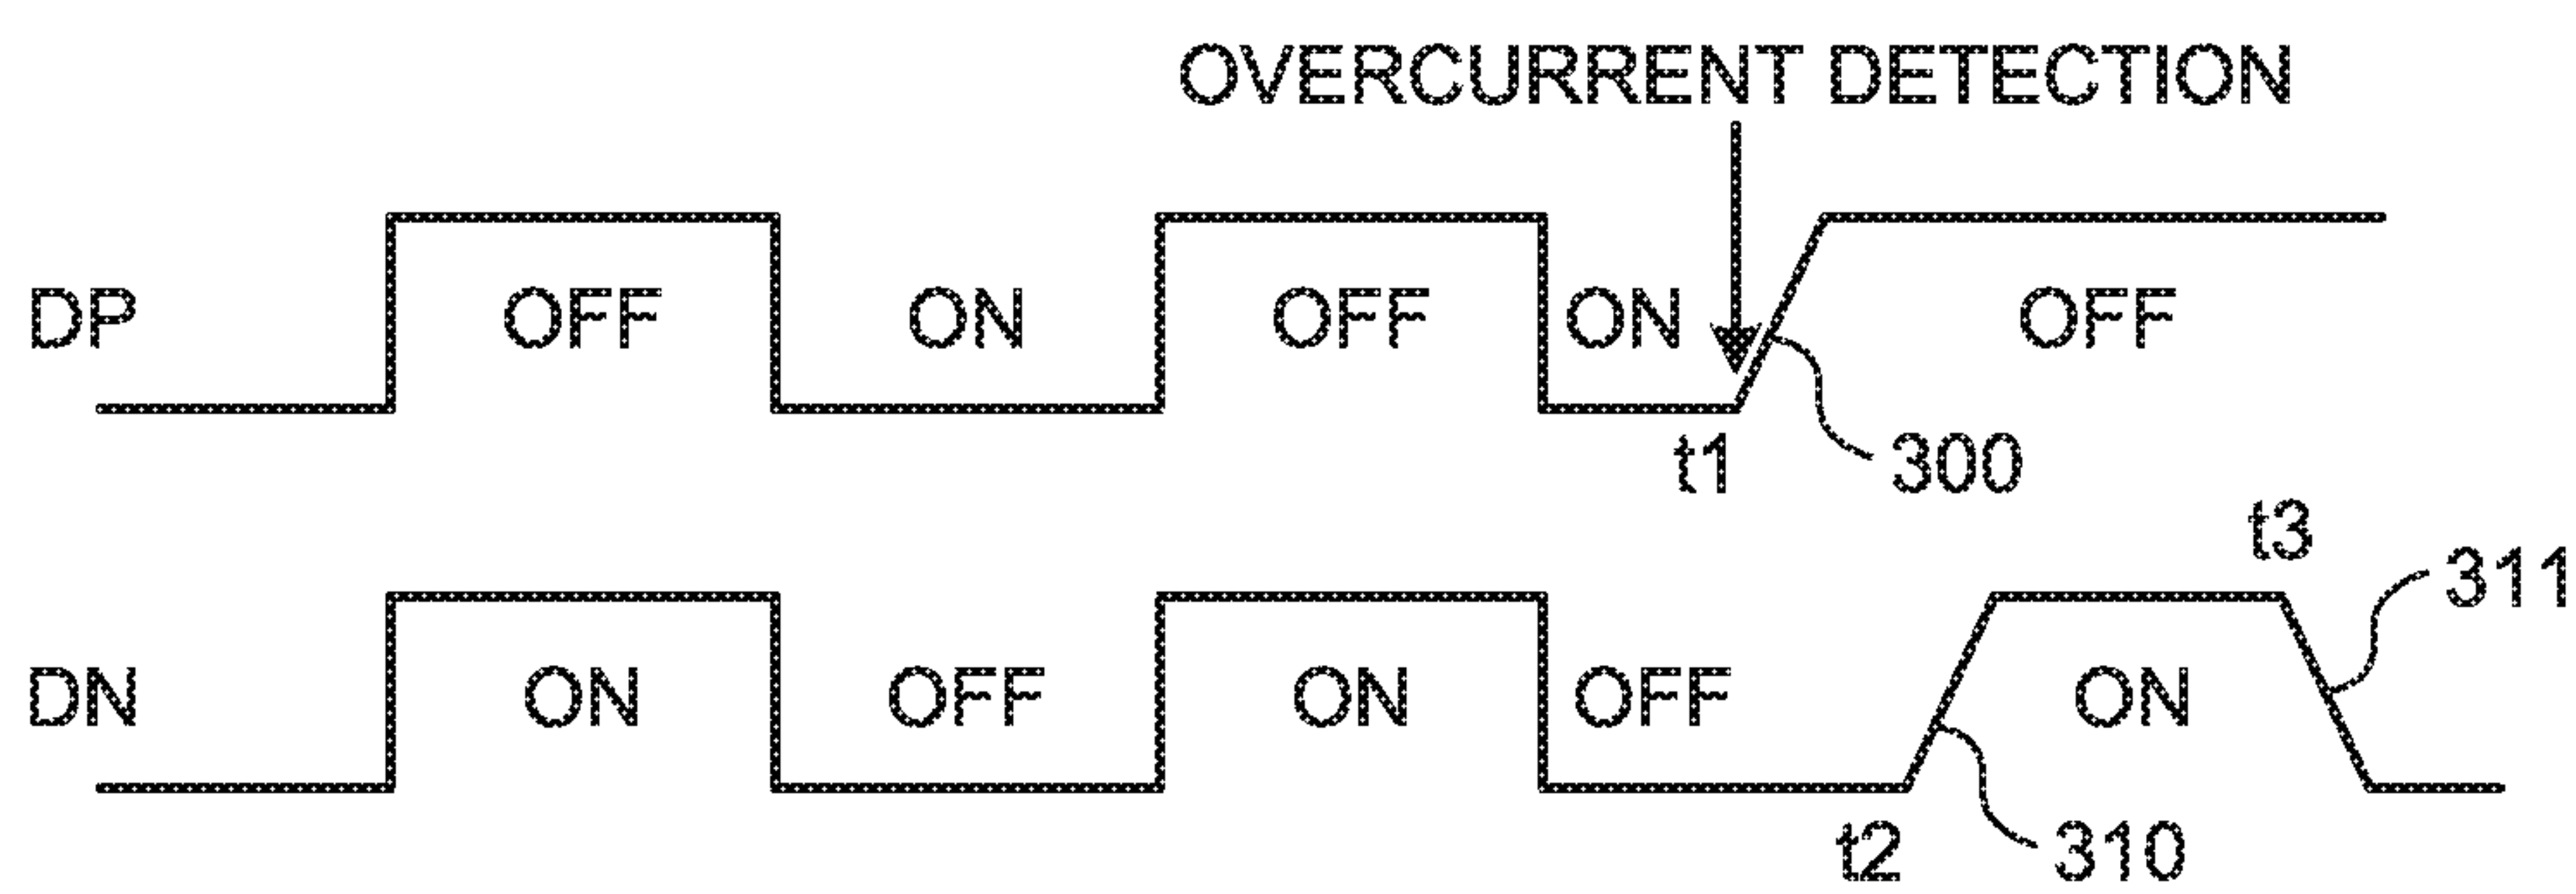 OVERCURRENT DETECTION
DP OFF ON OFF ON OFF
t1 300
t3
311
DN ON OFF ON OFF ON
t2 310